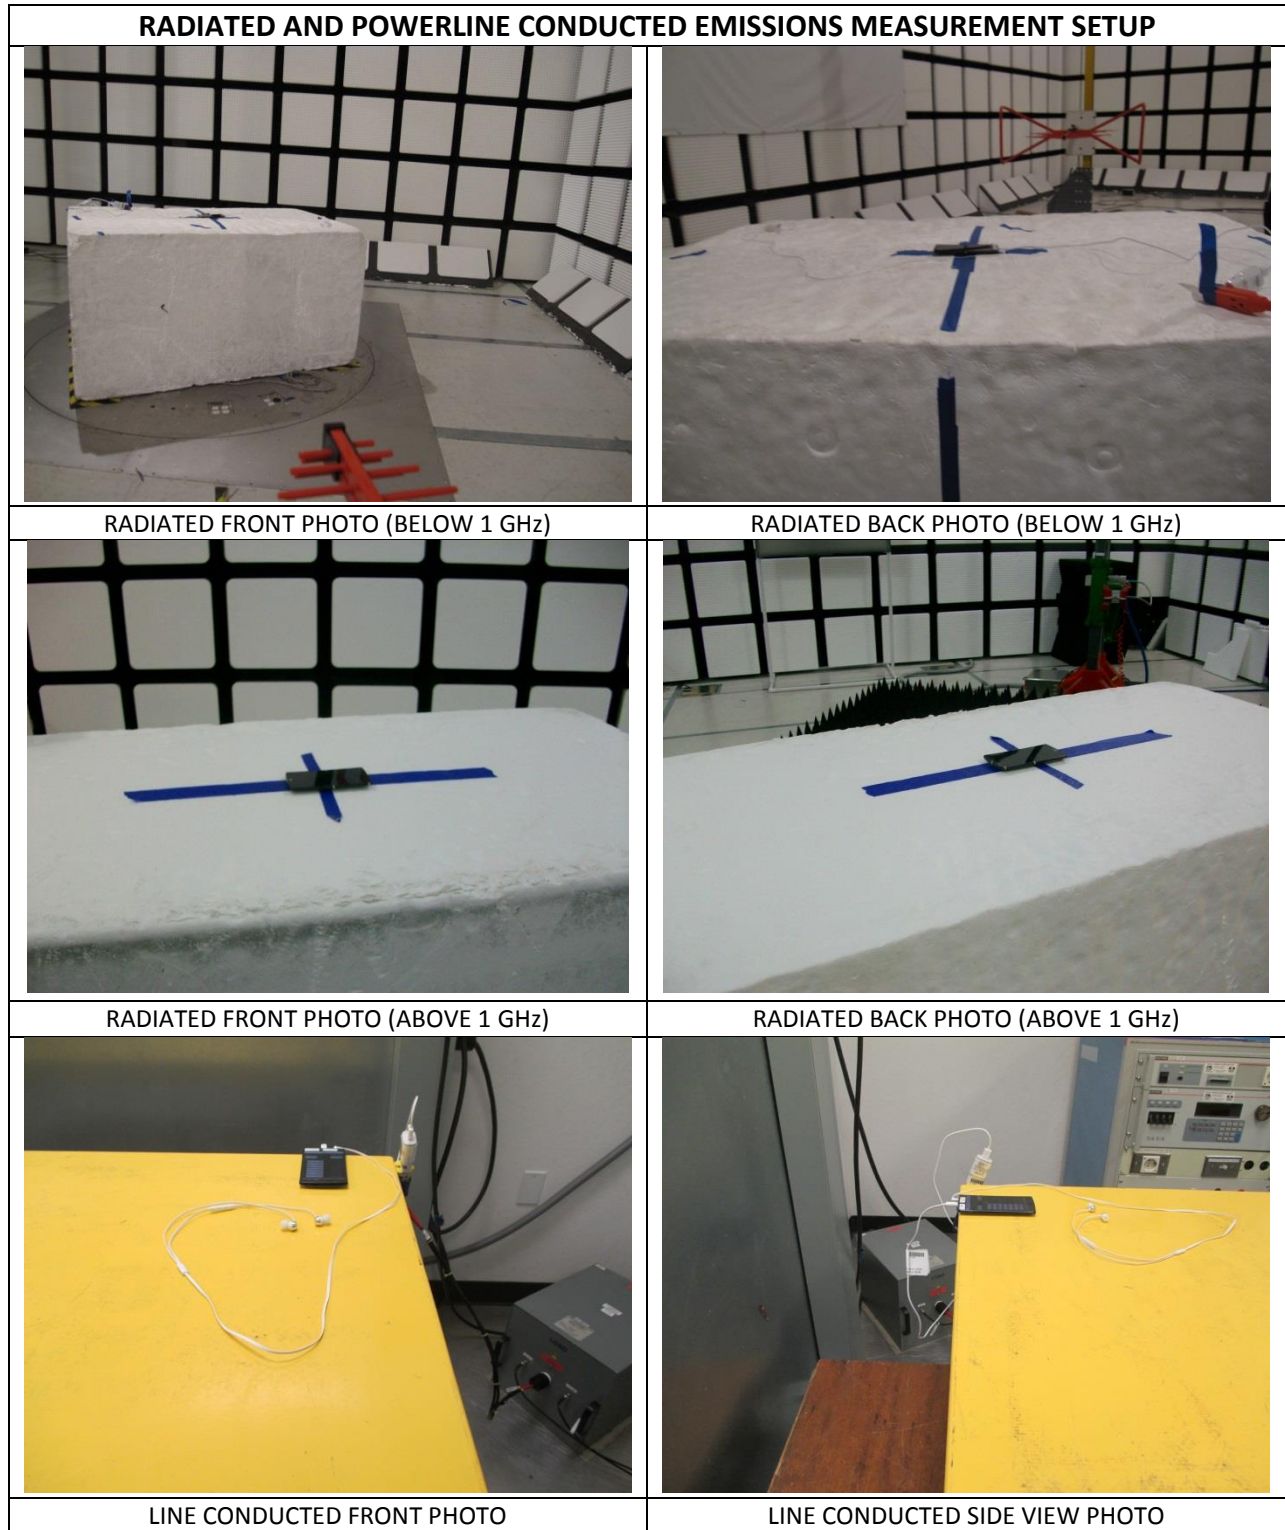 RADIATED AND POWERLINE CONDUCTED EMISSIONS MEASUREMENT SETUP
RADIATED FRONT PHOTO (BELOW 1 GHz)
RADIATED BACK PHOTO (BELOW 1 GHz)
RADIATED FRONT PHOTO (ABOVE 1 GHz)
RADIATED BACK PHOTO (ABOVE 1 GHz)
LINE CONDUCTED FRONT PHOTO
LINE CONDUCTED SIDE VIEW PHOTO